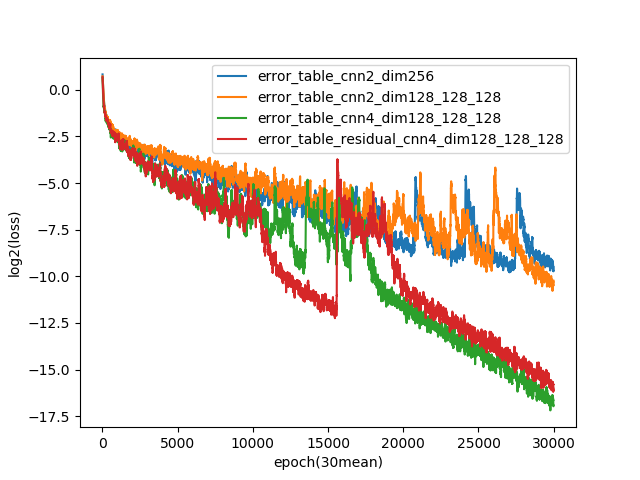 error_table_cnn2_dim256
error_table_cnn2_dim128_128_128
error_table_cnn4_dim128_128_128
error_table_residual_cnn4_dim128_128_128
log2(loss)
0.0
−2.5
−5.0
−7.5
−10.0
−12.5
−15.0
−17.5
0 5000 10000 15000 20000 25000 30000
epoch(30mean)